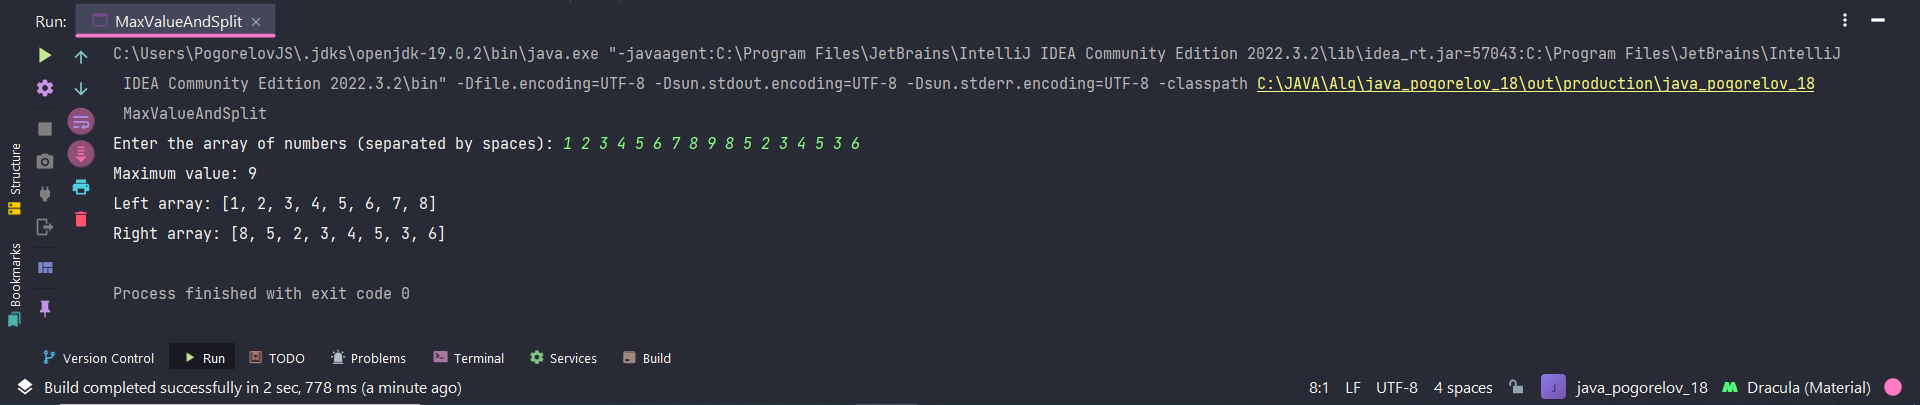 Run: MaxValueAndSplit ×
C:\Users\PogorelovJS\.jdks\openjdk-19.0.2\bin\java.exe "-javaagent:C:\Program Files\JetBrains\IntelliJ IDEA Community Edition 2022.3.2\lib\idea_rt.jar=57043:C:\Program Files\JetBrains\IntelliJ
IDEA Community Edition 2022.3.2\bin" -Dfile.encoding=UTF-8 -Dsun.stdout.encoding=UTF-8 -Dsun.stderr.encoding=UTF-8 -classpath C:\JAVA\Alg\java_pogorelov_18\out\production\java_pogorelov_18
MaxValueAndSplit
Enter the array of numbers (separated by spaces): 1 2 3 4 5 6 7 8 9 8 5 2 3 4 5 3 6
Maximum value: 9
Left array: [1, 2, 3, 4, 5, 6, 7, 8]
Right array: [8, 5, 2, 3, 4, 5, 3, 6]
Process finished with exit code 0
Structure
Bookmarks
Version Control Run TODO Problems Terminal Services Build
Build completed successfully in 2 sec, 778 ms (a minute ago) 8:1 LF UTF-8 4 spaces J java_pogorelov_18 Dracula (Material)